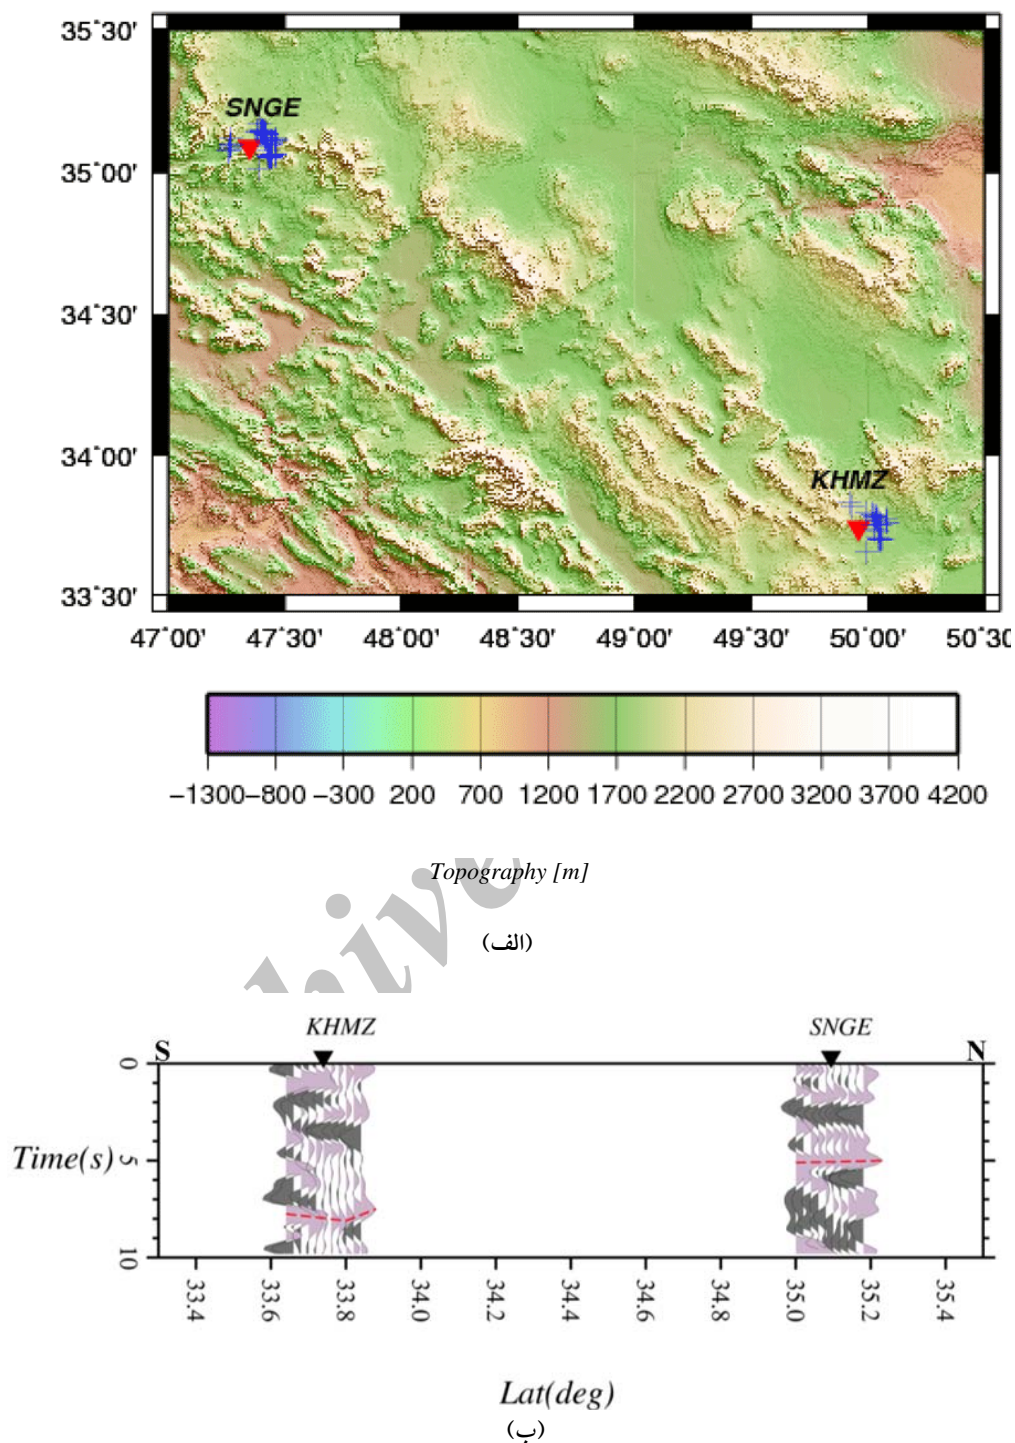 35°30'
SNGE
35°00'
34°30'
34°00'
KHMZ
33°30'
47°00' 47°30' 48°00' 48°30' 49°00' 49°30' 50°00' 50°30
−1300 −800 −300 200 700 1200 1700 2200 2700 3200 3700 4200
Topography [m]
hive
(الف)
KHMZ SNGE
S N
0
Time(s) 5
10
33.4 33.6 33.8 34.0 34.2 34.4 34.6 34.8 35.0 35.2 35.4
Lat(deg)
(ب)